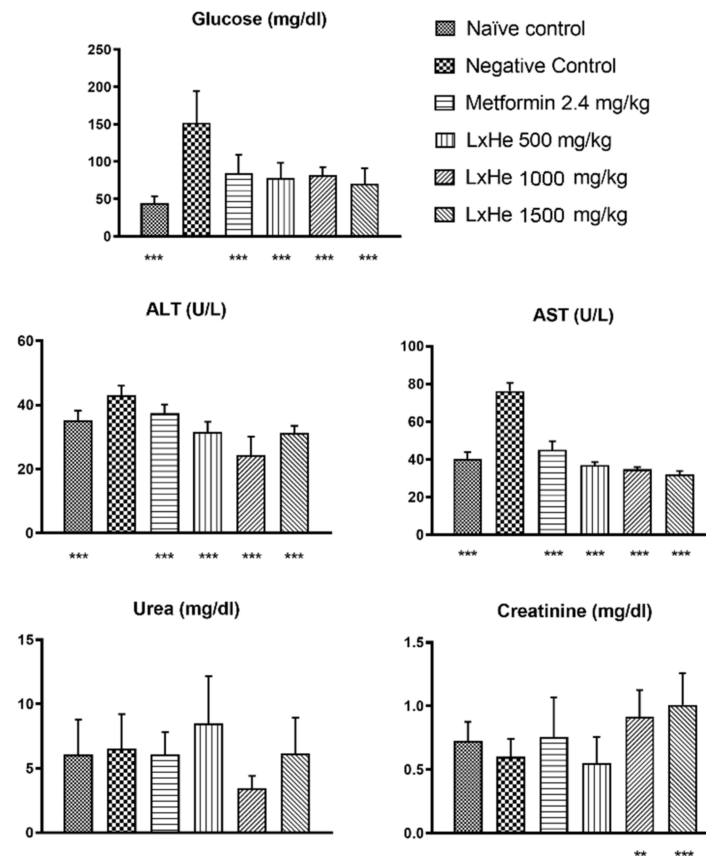 Glucose (mg/dl)
250
200
150
100
50
0
*** *** *** *** ***
Naïve control
Negative Control
Metformin 2.4 mg/kg
LxHe 500 mg/kg
LxHe 1000 mg/kg
LxHe 1500 mg/kg
ALT (U/L)
60
40
20
0
*** *** *** *** ***
AST (U/L)
100
80
60
40
20
0
*** *** *** *** ***
Urea (mg/dl)
15
10
5
0
Creatinine (mg/dl)
1.5
1.0
0.5
0.0
** ***